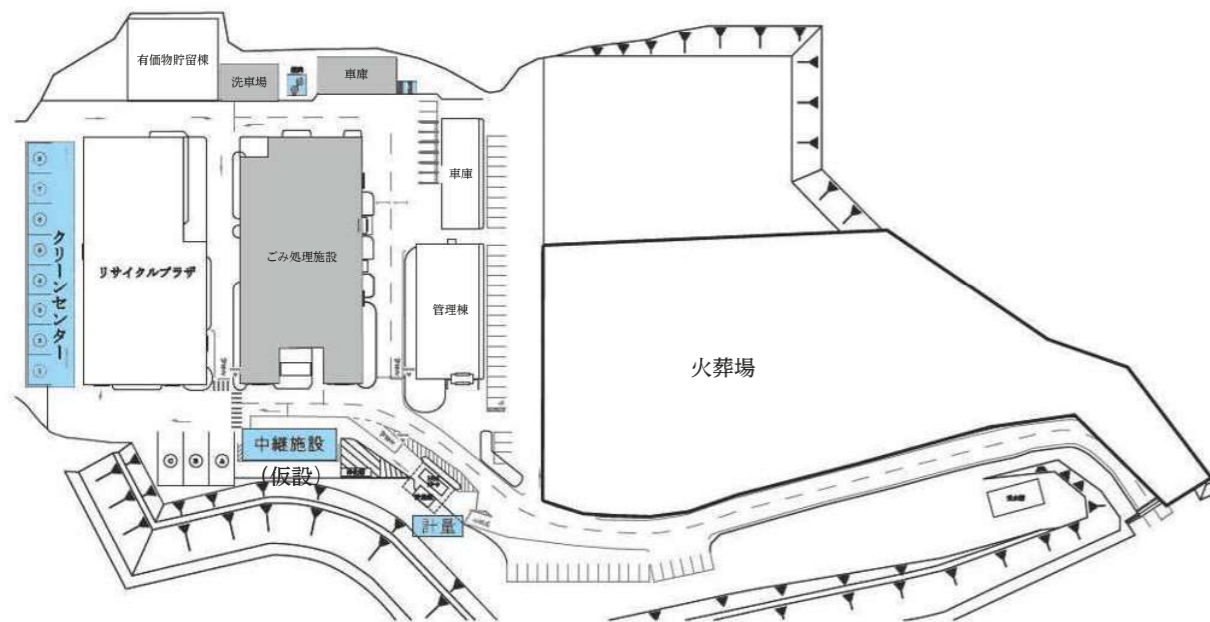 有価物貯留棟
洗車場
車庫
車庫
クリーンセンター
リサイクルプラザ
ごみ処理施設
管理棟
火葬場
中継施設
(仮設)
計量
C
B
A